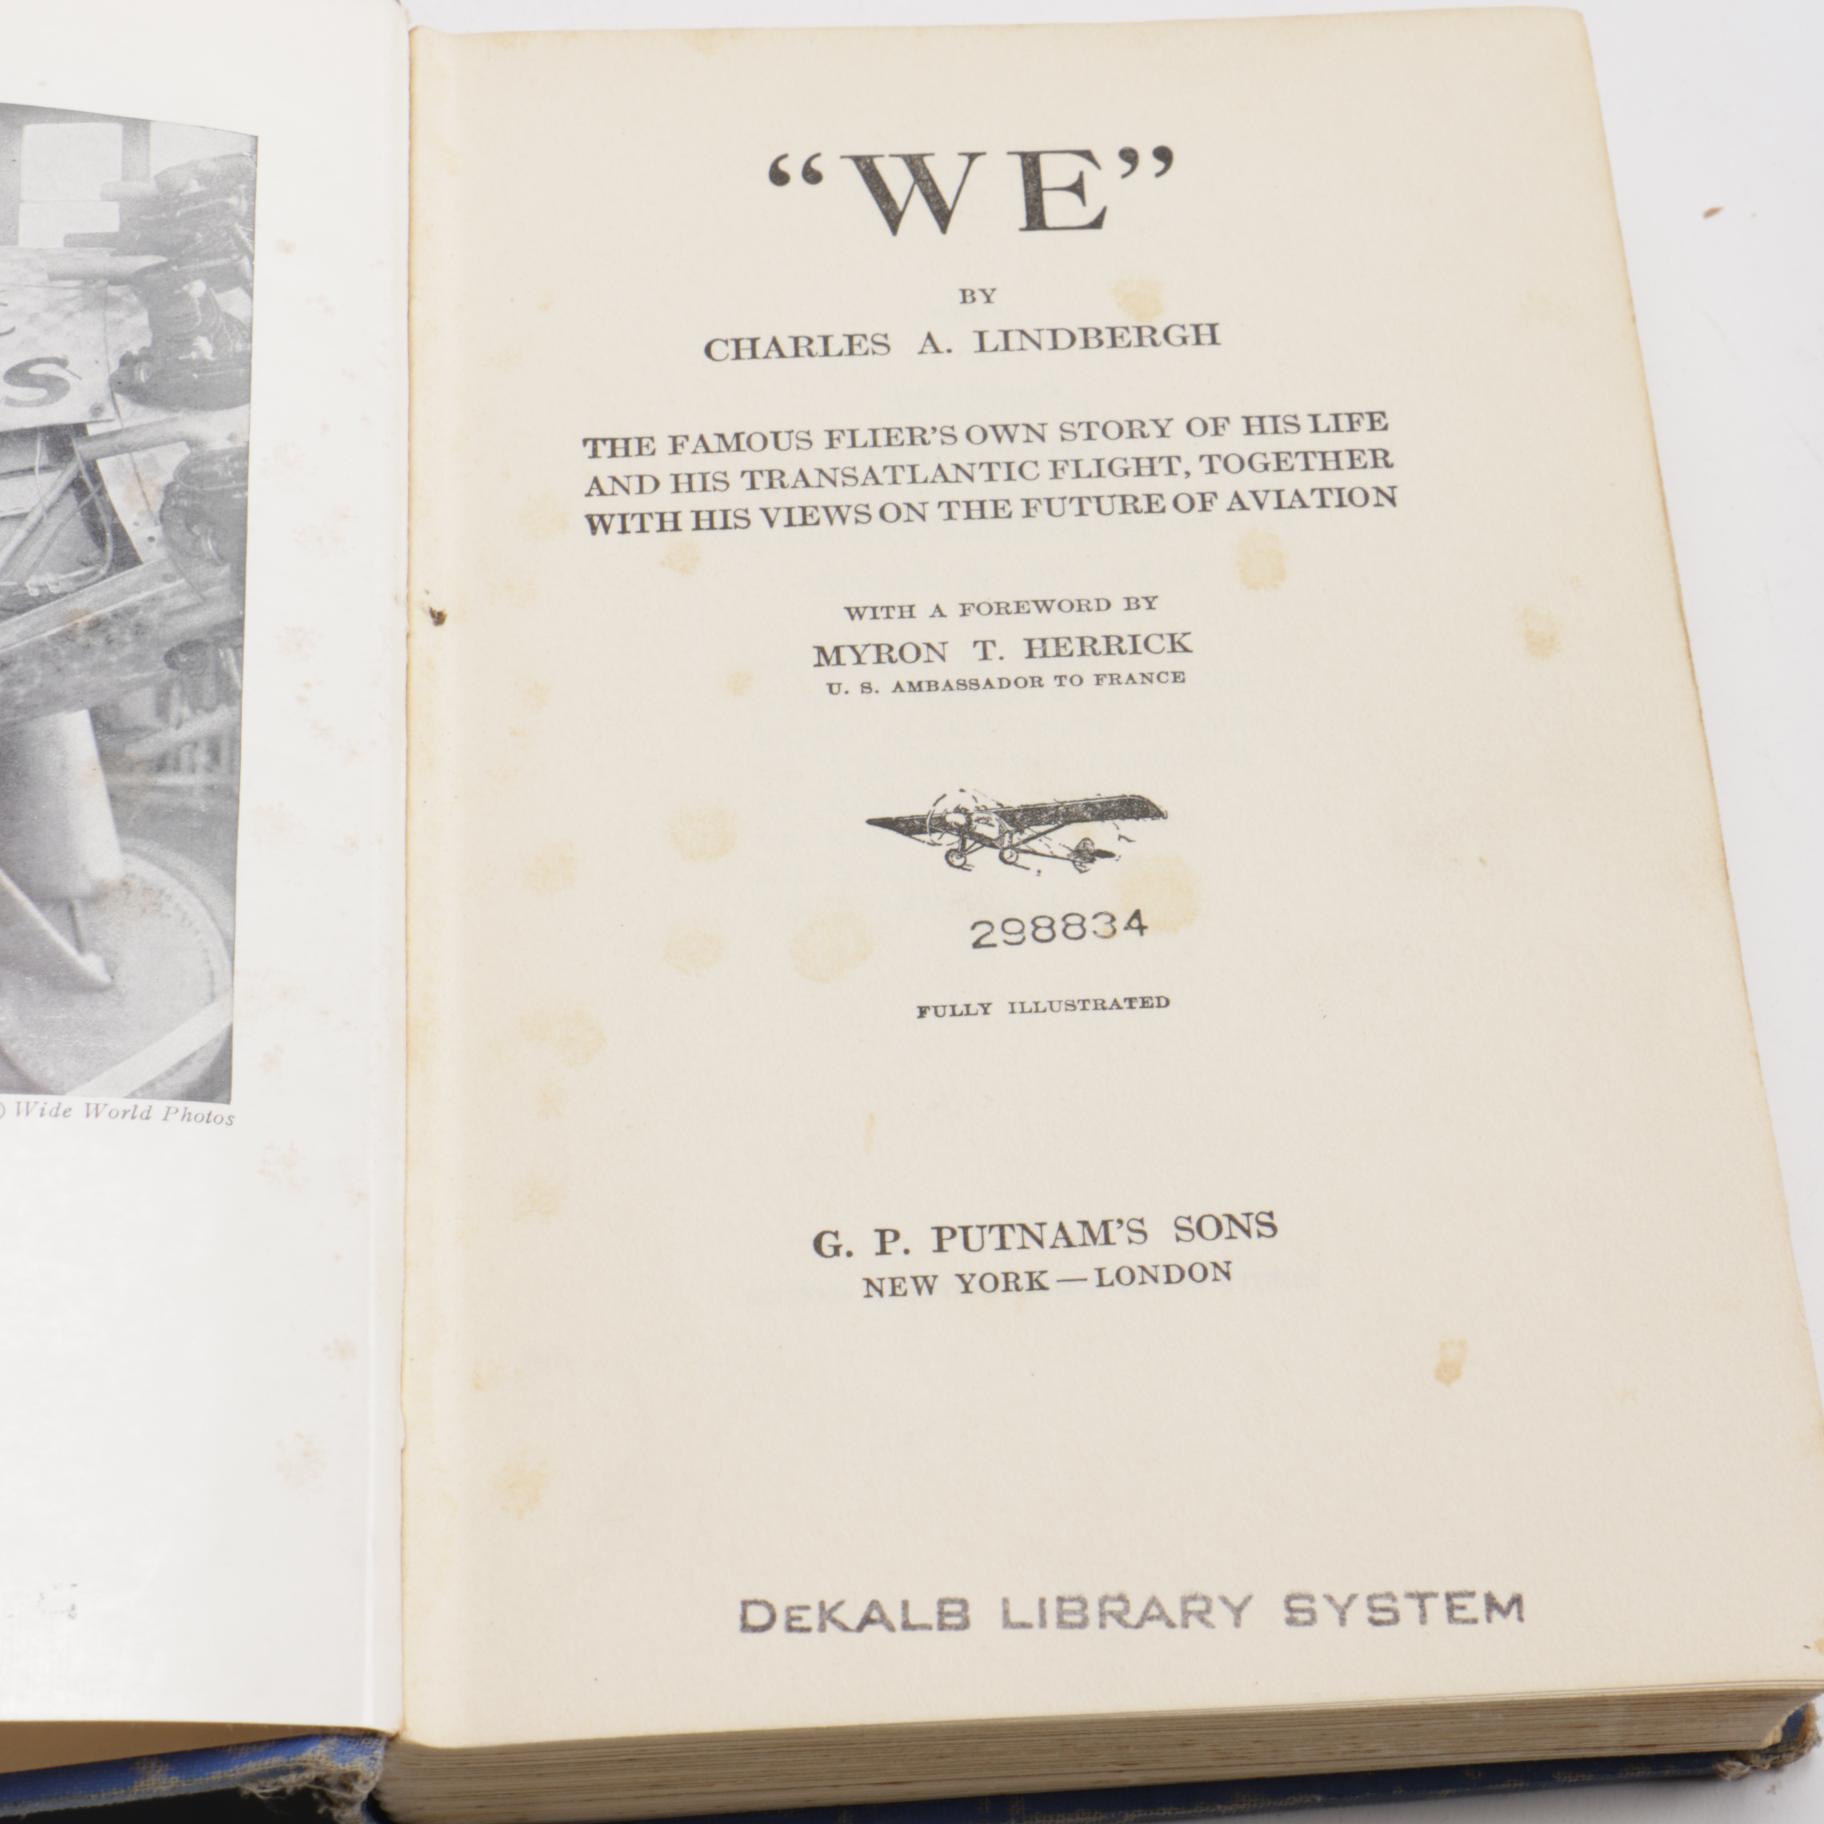 S
Wide World Photos
“WE”
BY
CHARLES A. LINDBERGH
THE FAMOUS FLIER’S OWN STORY OF HIS LIFE
AND HIS TRANSATLANTIC FLIGHT, TOGETHER
WITH HIS VIEWS ON THE FUTURE OF AVIATION
WITH A FOREWORD BY
MYRON T. HERRICK
U. S. AMBASSADOR TO FRANCE
298834
FULLY ILLUSTRATED
G. P. PUTNAM’S SONS
NEW YORK — LONDON
DEKALB LIBRARY SYSTEM